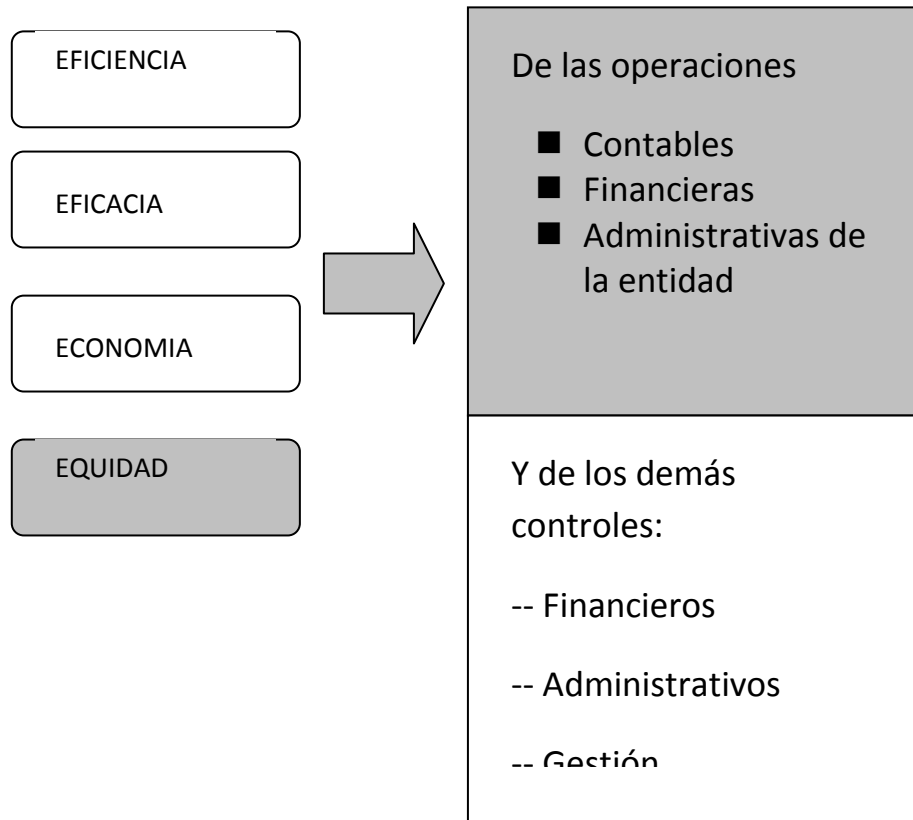 EFICIENCIA
EFICACIA
ECONOMIA
EQUIDAD
De las operaciones
■ Contables
■ Financieras
■ Administrativas de
la entidad
Y de los demás
controles:
-- Financieros
-- Administrativos
-- Gestión